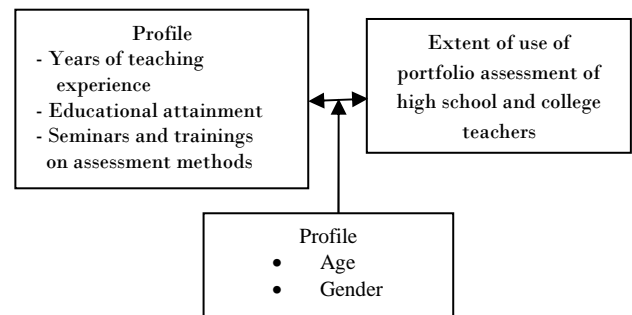 Profile
- Years of teaching
experience
- Educational attainment
- Seminars and trainings
on assessment methods
Extent of use of
portfolio assessment of
high school and college
teachers
Profile
• Age
• Gender